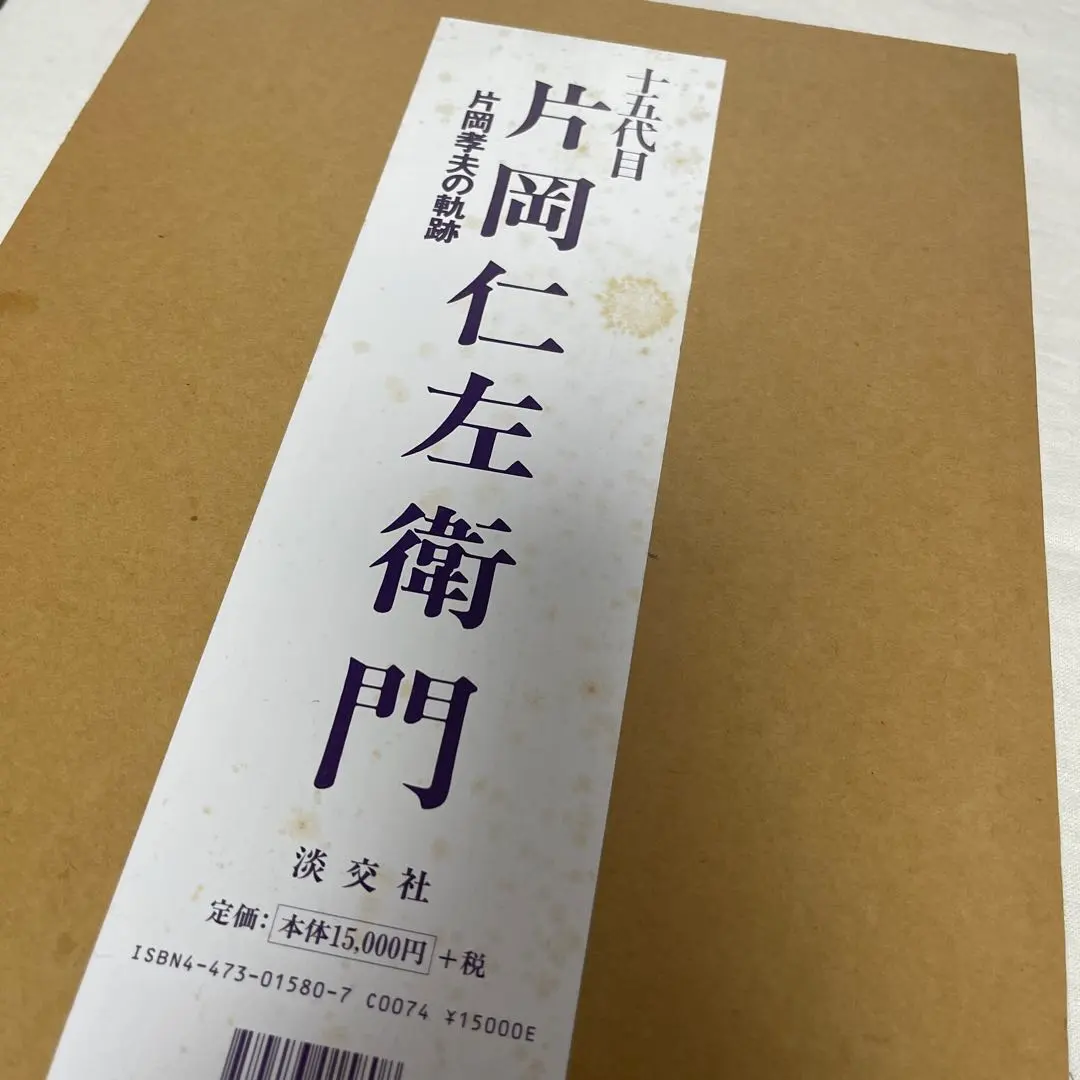 十五代目
片岡仁左衛門
片岡孝夫の軌跡
淡交社
定価：本体15,000円＋税
ISBN4-473-01580-7 C0074 ¥15000E